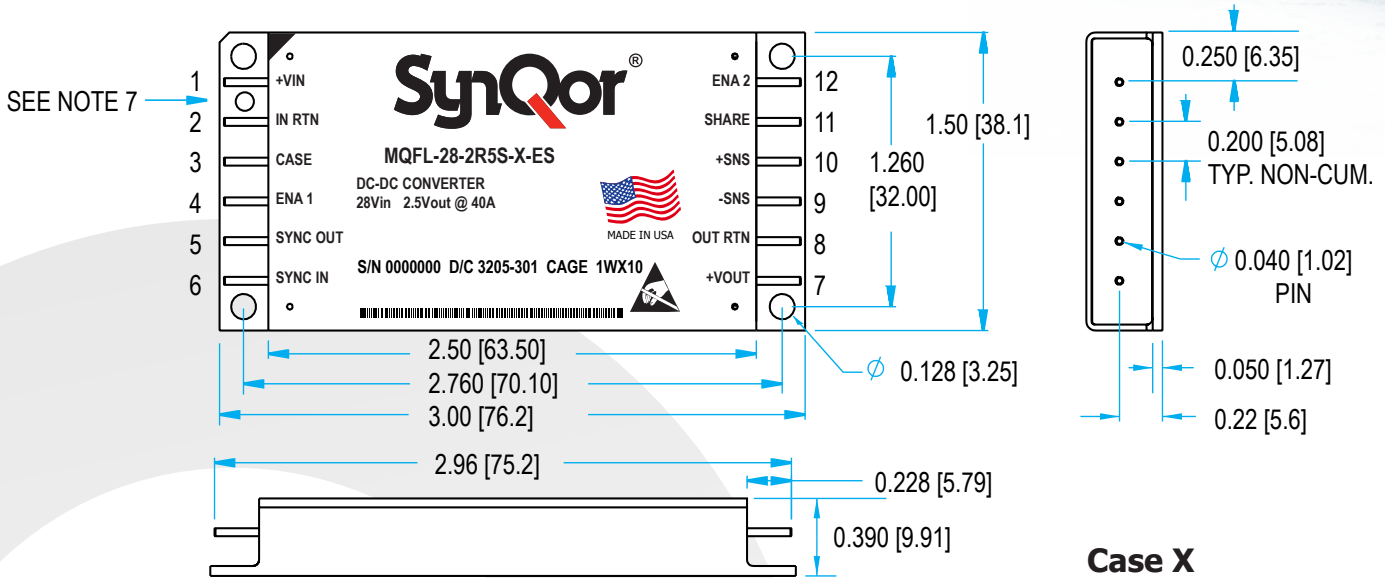 SynQor®
MQFL-28-2R5S-X-ES
DC-DC CONVERTER
28Vin 2.5Vout @ 40A
MADE IN USA
S/N 0000000 D/C 3205-301 CAGE 1WX10
SEE NOTE 7
1 +VIN
2 IN RTN
3 CASE
4 ENA 1
5 SYNC OUT
6 SYNC IN
ENA 2 12
SHARE 11
+SNS 10
-SNS 9
OUT RTN 8
+VOUT 7
1.260
[32.00]
1.50 [38.1]
Ø 0.128 [3.25]
2.50 [63.50]
2.760 [70.10]
3.00 [76.2]
0.250 [6.35]
0.200 [5.08]
TYP. NON-CUM.
Ø 0.040 [1.02]
PIN
0.050 [1.27]
0.22 [5.6]
2.96 [75.2]
0.228 [5.79]
0.390 [9.91]
Case X